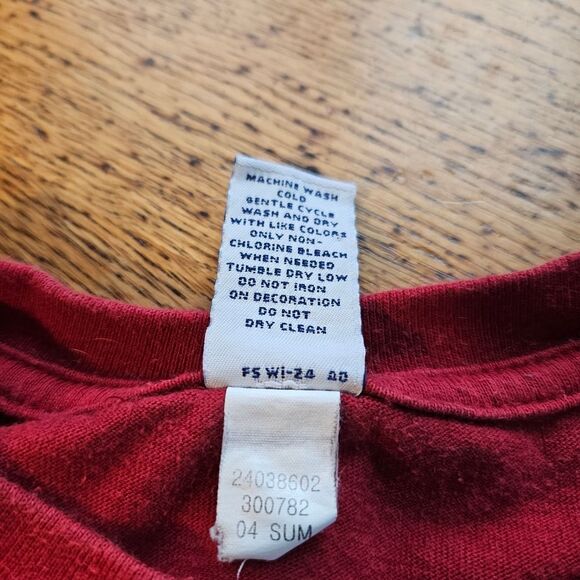 MACHINE WASH
COLD
GENTLE CYCLE
WASH AND DRY
WITH LIKE COLORS
ONLY NON-
CHLORINE BLEACH
WHEN NEEDED
TUMBLE DRY LOW
DO NOT IRON
ON DECORATION
DO NOT
DRY CLEAN
FS WI-24
24038602
300782
04 SUM